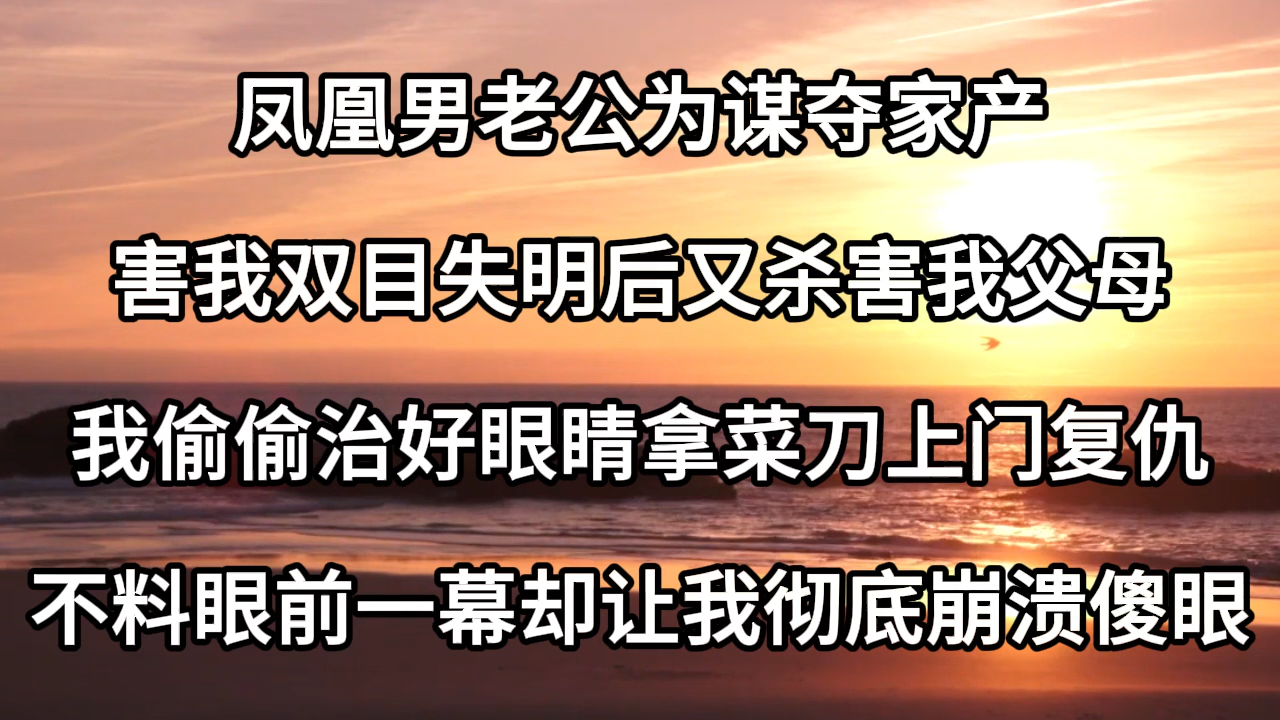 凤凰男老公为谋夺家产
害我双目失明后又杀害我父母
我偷偷治好眼睛拿菜刀上门复仇
不料眼前一幕却让我彻底崩溃傻眼